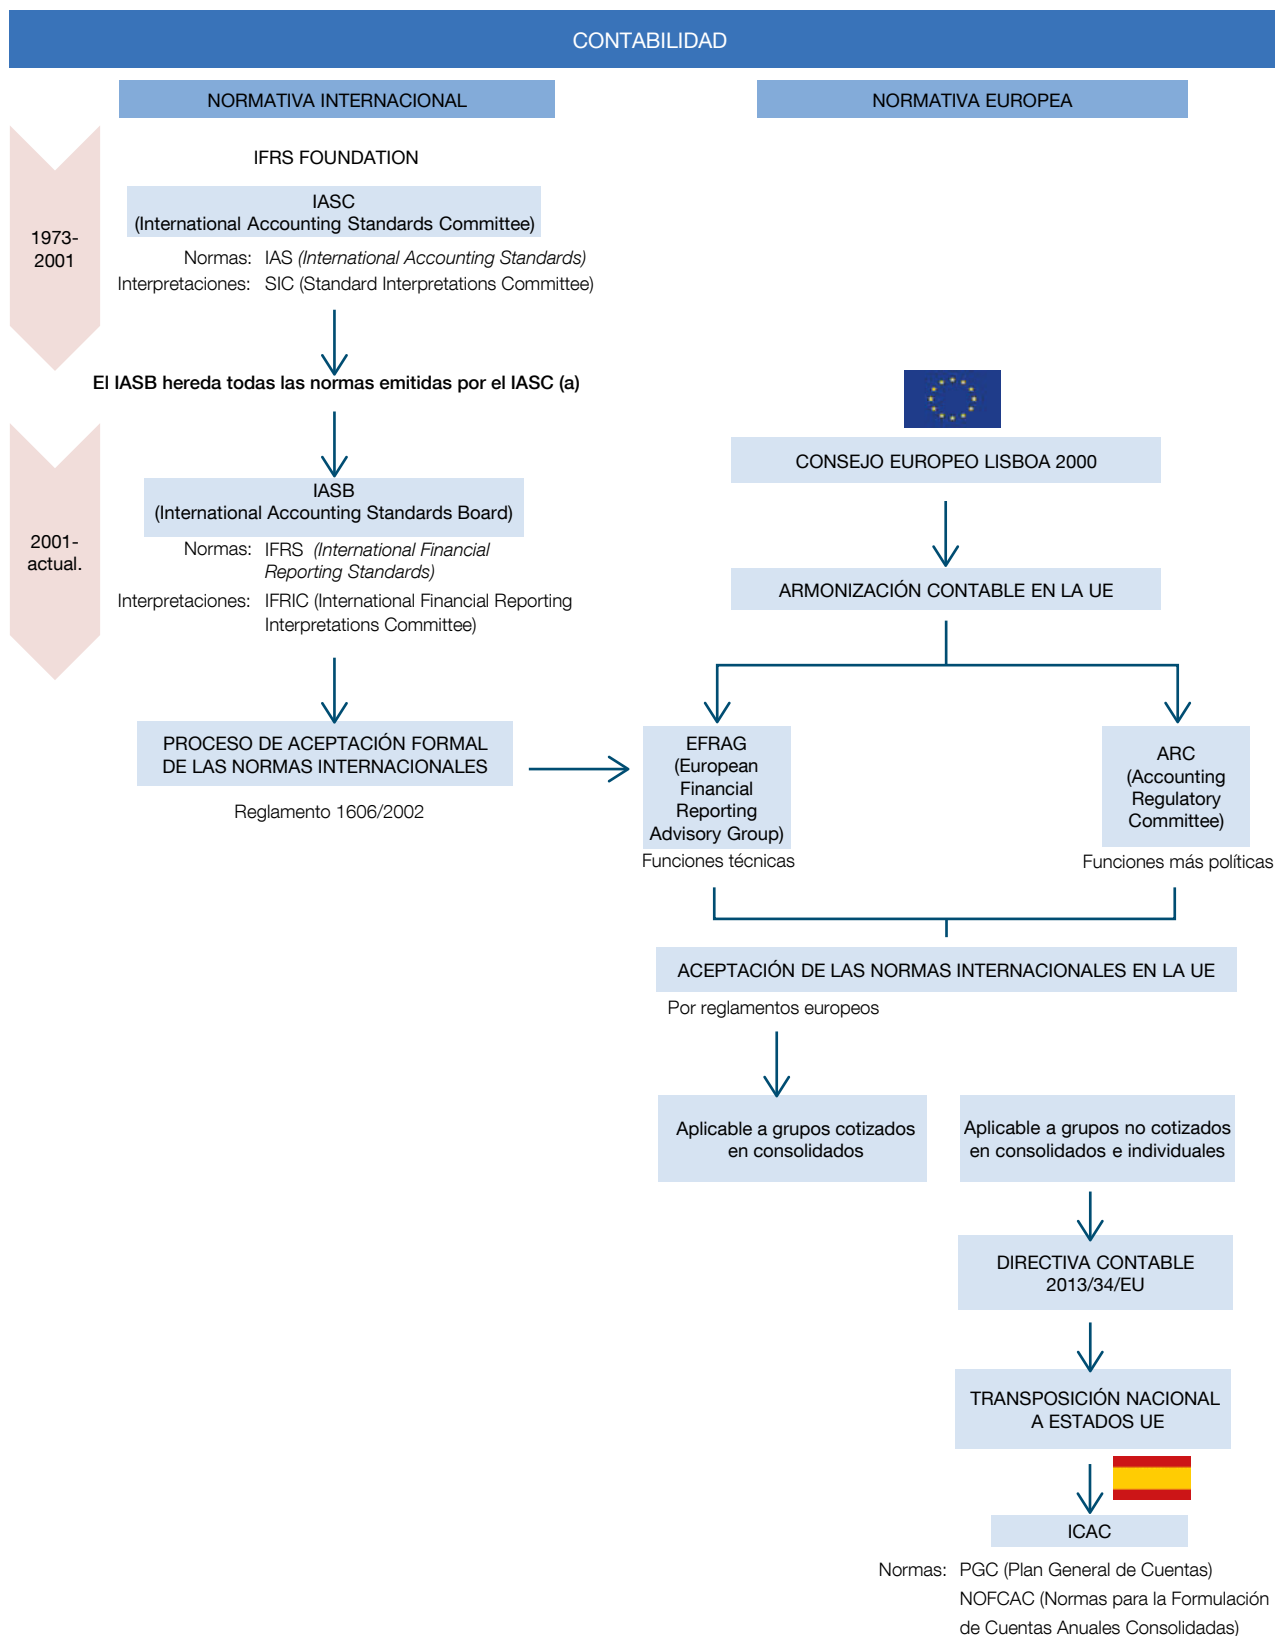 CONTABILIDAD
NORMATIVA INTERNACIONAL
IFRS FOUNDATION
1973-
2001
IASC
(International Accounting Standards Committee)
Normas: IAS (International Accounting Standards)
Interpretaciones: SIC (Standard Interpretations Committee)
El IASB hereda todas las normas emitidas por el IASC (a)
2001-
actual.
IASB
(International Accounting Standards Board)
Normas: IFRS (International Financial
Reporting Standards)
Interpretaciones: IFRIC (International Financial Reporting
Interpretations Committee)
PROCESO DE ACEPTACIÓN FORMAL
DE LAS NORMAS INTERNACIONALES
Reglamento 1606/2002
NORMATIVA EUROPEA
CONSEJO EUROPEO LISBOA 2000
ARMONIZACIÓN CONTABLE EN LA UE
EFRAG
(European
Financial
Reporting
Advisory Group)
Funciones técnicas
ARC
(Accounting
Regulatory
Committee)
Funciones más políticas
ACEPTACIÓN DE LAS NORMAS INTERNACIONALES EN LA UE
Por reglamentos europeos
Aplicable a grupos cotizados
en consolidados
Aplicable a grupos no cotizados
en consolidados e individuales
DIRECTIVA CONTABLE
2013/34/EU
TRANSPOSICIÓN NACIONAL
A ESTADOS UE
ICAC
Normas: PGC (Plan General de Cuentas)
NOFCAC (Normas para la Formulación
de Cuentas Anuales Consolidadas)